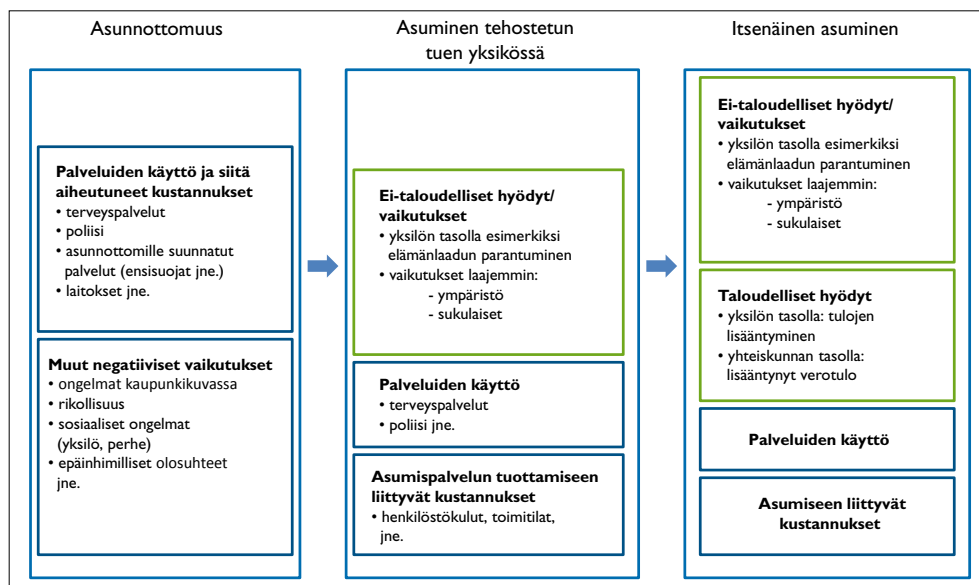 Asunnottomuus
Palveluiden käyttö ja siitä
aiheutuneet kustannukset
• terveyspalvelut
• poliisi
• asunnottomille suunnatut
palvelut (ensisuojat jne.)
• laitokset jne.
Muut negatiiviset vaikutukset
• ongelmat kaupunkikuvassa
• rikollisuus
• sosiaaliset ongelmat
(yksilö, perhe)
• epäinhimilliset olosuhteet
jne.
Asuminen tehostetun
tuen yksikössä
Ei-taloudelliset hyödyt/
vaikutukset
• yksilön tasolla esimerkiksi
elämänlaadun parantuminen
• vaikutukset laajemmin:
- ympäristö
- sukulaiset
Palveluiden käyttö
• terveyspalvelut
• poliisi jne.
Asumispalvelun tuottamiseen
liittyvät kustannukset
• henkilöstökulut, toimitilat,
jne.
Itsenäinen asuminen
Ei-taloudelliset hyödyt/
vaikutukset
• yksilön tasolla esimerkiksi
elämänlaadun parantuminen
• vaikutukset laajemmin:
- ympäristö
- sukulaiset
Taloudelliset hyödyt
• yksilön tasolla: tulojen
lisääntyminen
• yhteiskunnan tasolla:
lisääntynyt verotulo
Palveluiden käyttö
Asumiseen liittyvät
kustannukset